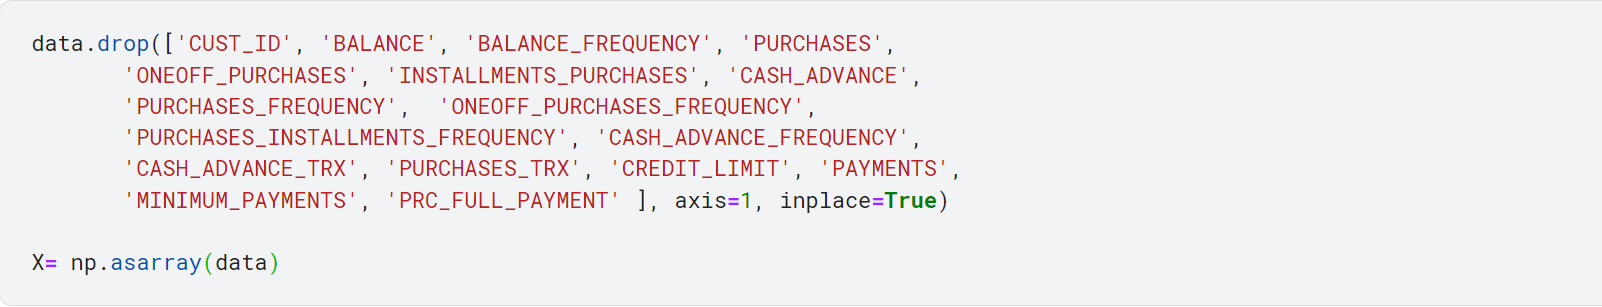 data.drop(['CUST_ID', 'BALANCE', 'BALANCE_FREQUENCY', 'PURCHASES',
'ONEOFF_PURCHASES', 'INSTALLMENTS_PURCHASES', 'CASH_ADVANCE',
'PURCHASES_FREQUENCY',  'ONEOFF_PURCHASES_FREQUENCY',
'PURCHASES_INSTALLMENTS_FREQUENCY', 'CASH_ADVANCE_FREQUENCY',
'CASH_ADVANCE_TRX', 'PURCHASES_TRX', 'CREDIT_LIMIT', 'PAYMENTS',
'MINIMUM_PAYMENTS', 'PRC_FULL_PAYMENT' ], axis=1, inplace=True)
X= np.asarray(data)